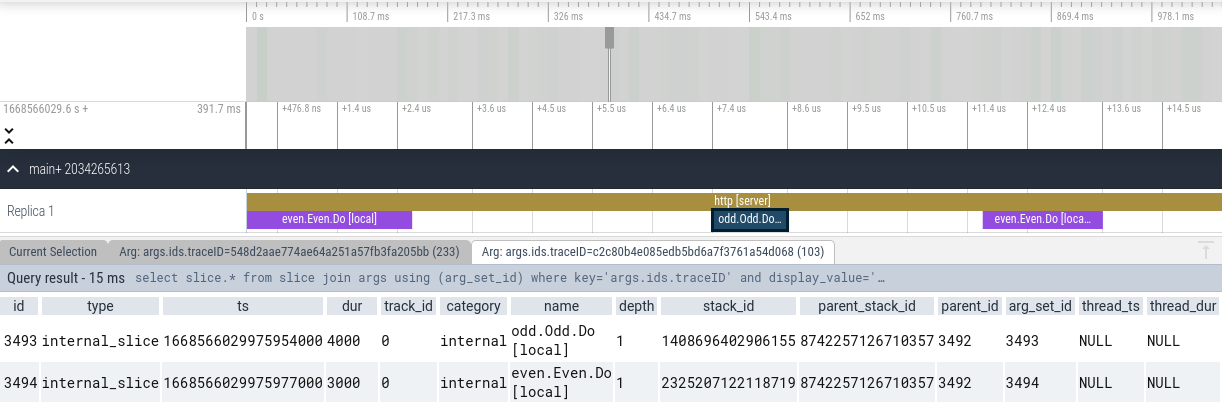 0 s 108.7 ms 217.3 ms 326 ms 434.7 ms 543.4 ms 652 ms 760.7 ms 869.4 ms 978.1 ms
1668566029.6 s + 391.7 ms +476.8 ns +1.4 us +2.4 us +3.6 us +4.5 us +5.5 us +6.4 us +7.4 us +8.6 us +9.5 us +10.5 us +11.4 us +12.4 us +13.6 us +14.5 us
main+ 2034265613
http [server]
Replica 1
even.Even.Do [local] odd.Odd.Do… even.Even.Do [loca…
Current Selection Arg: args.ids.traceID=548d2aae774ae64a251a57fb3fa205bb (233) Arg: args.ids.traceID=c2c80b4e085edb5bd6a7f3761a54d068 (103)
Query result - 15 ms select slice.* from slice join args using (arg_set_id) where key='args.ids.traceID' and display_value='…
id type ts dur track_id category name depth stack_id parent_stack_id parent_id arg_set_id thread_ts thread_dur
3493 internal_slice 1668566029975954000 4000 0 internal odd.Odd.Do [local] 1 1408696402906155 8742257126710357 3492 3493 NULL NULL
3494 internal_slice 1668566029975977000 3000 0 internal even.Even.Do [local] 1 2325207122118719 8742257126710357 3492 3494 NULL NULL